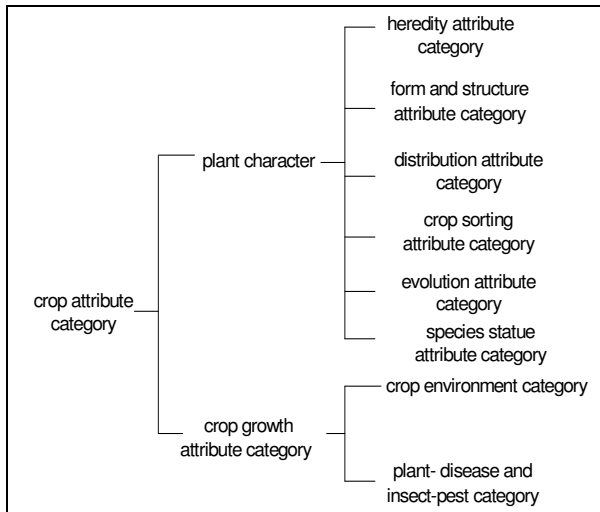 heredity attribute
category
form and structure
attribute category
plant character
distribution attribute
category
crop sorting
attribute category
evolution attribute
category
crop attribute
category
species statue
attribute category
crop environment category
crop growth
attribute category
plant- disease and
insect-pest category